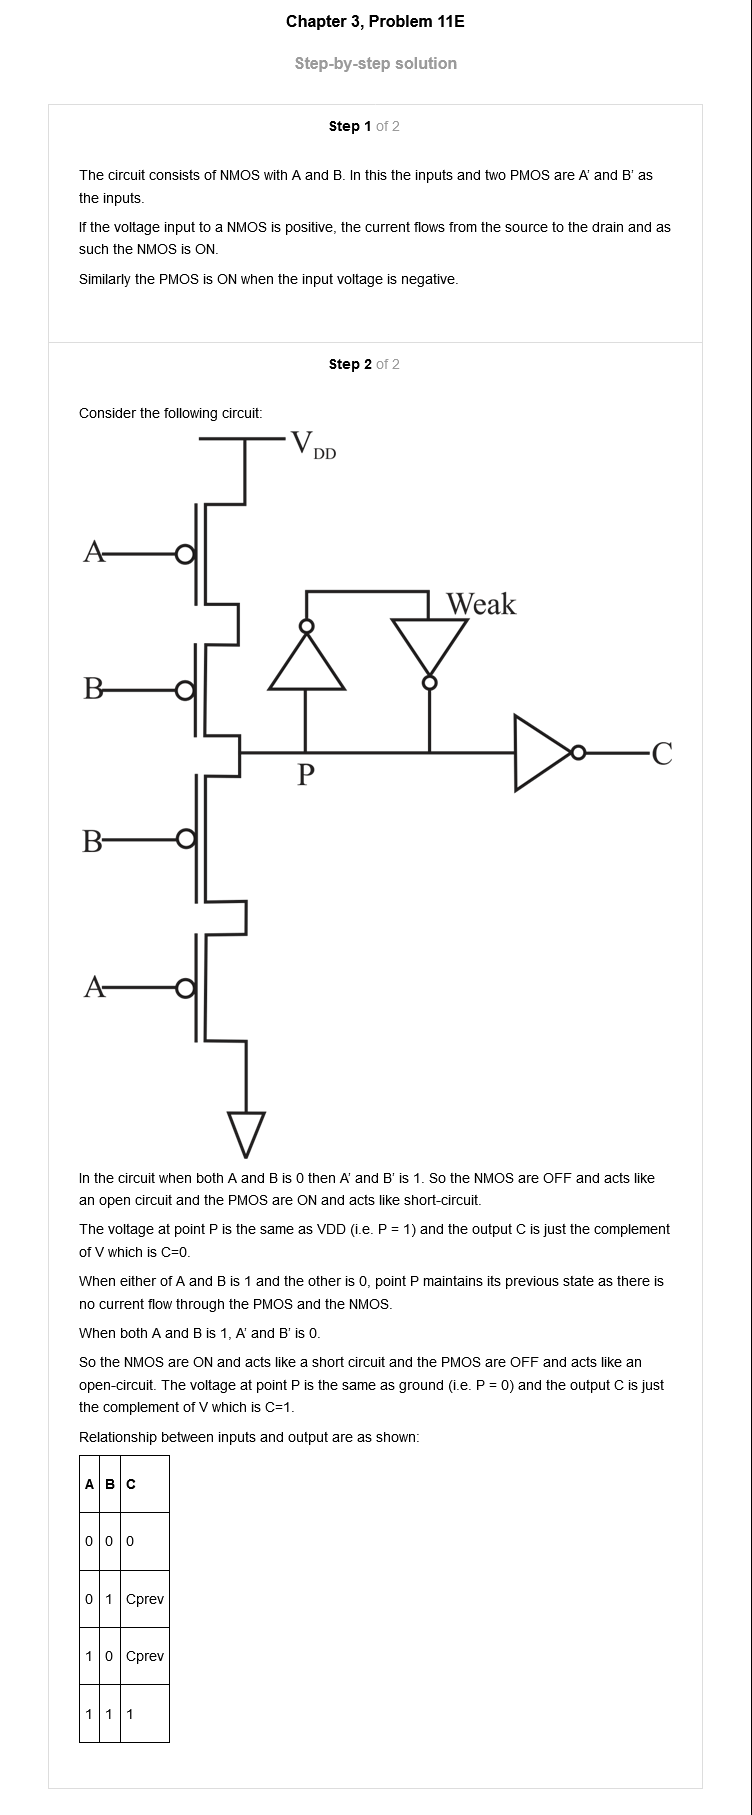 Chapter 3, Problem 11E
Step-by-step solution
Step 1 of 2
The circuit consists of NMOS with A and B. In this the inputs and two PMOS are A' and B' as
the inputs.
If the voltage input to a NMOS is positive, the current flows from the source to the drain and as
such the NMOS is ON.
Similarly the PMOS is ON when the input voltage is negative.
Step 2 of 2
Consider the following circuit:
VDD
A
Weak
B
C
P
B
A
In the circuit when both A and B is 0 then A' and B' is 1. So the NMOS are OFF and acts like
an open circuit and the PMOS are ON and acts like short-circuit.
The voltage at point P is the same as VDD (i.e. P = 1) and the output C is just the complement
of V which is C=0.
When either of A and B is 1 and the other is 0, point P maintains its previous state as there is
no current flow through the PMOS and the NMOS.
When both A and B is 1, A' and B' is 0.
So the NMOS are ON and acts like a short circuit and the PMOS are OFF and acts like an
open-circuit. The voltage at point P is the same as ground (i.e. P = 0) and the output C is just
the complement of V which is C=1.
Relationship between inputs and output are as shown:
A B C
0 0 0
0 1 Cprev
1 0 Cprev
1 1 1